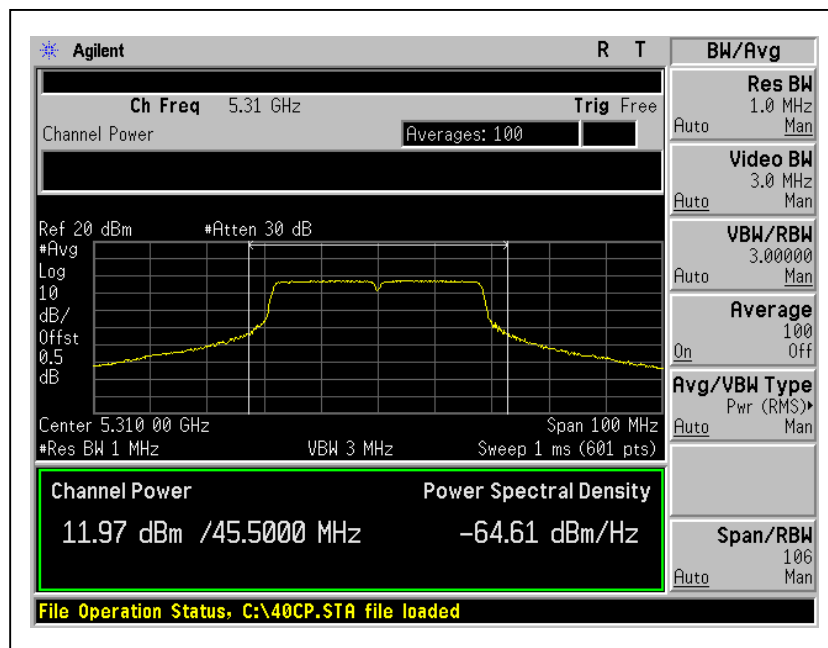 Agilent R T
Ch Freq 5.31 GHz Trig Free
Channel Power Averages: 100
Ref 20 dBm #Atten 30 dB
#Avg
Log
10
dB/
Offst
0.5
dB
Center 5.310 00 GHz Span 100 MHz
#Res BW 1 MHz VBW 3 MHz Sweep 1 ms (601 pts)
Channel Power Power Spectral Density
11.97 dBm /45.5000 MHz -64.61 dBm/Hz
File Operation Status, C:\40CP.STA file loaded
BW/Avg
Res BW
1.0 MHz
Auto Man
Video BW
3.0 MHz
Auto Man
VBW/RBW
3.00000
Auto Man
Average
100
On Off
Avg/VBW Type
Pwr (RMS)▸
Auto Man
Span/RBW
106
Auto Man